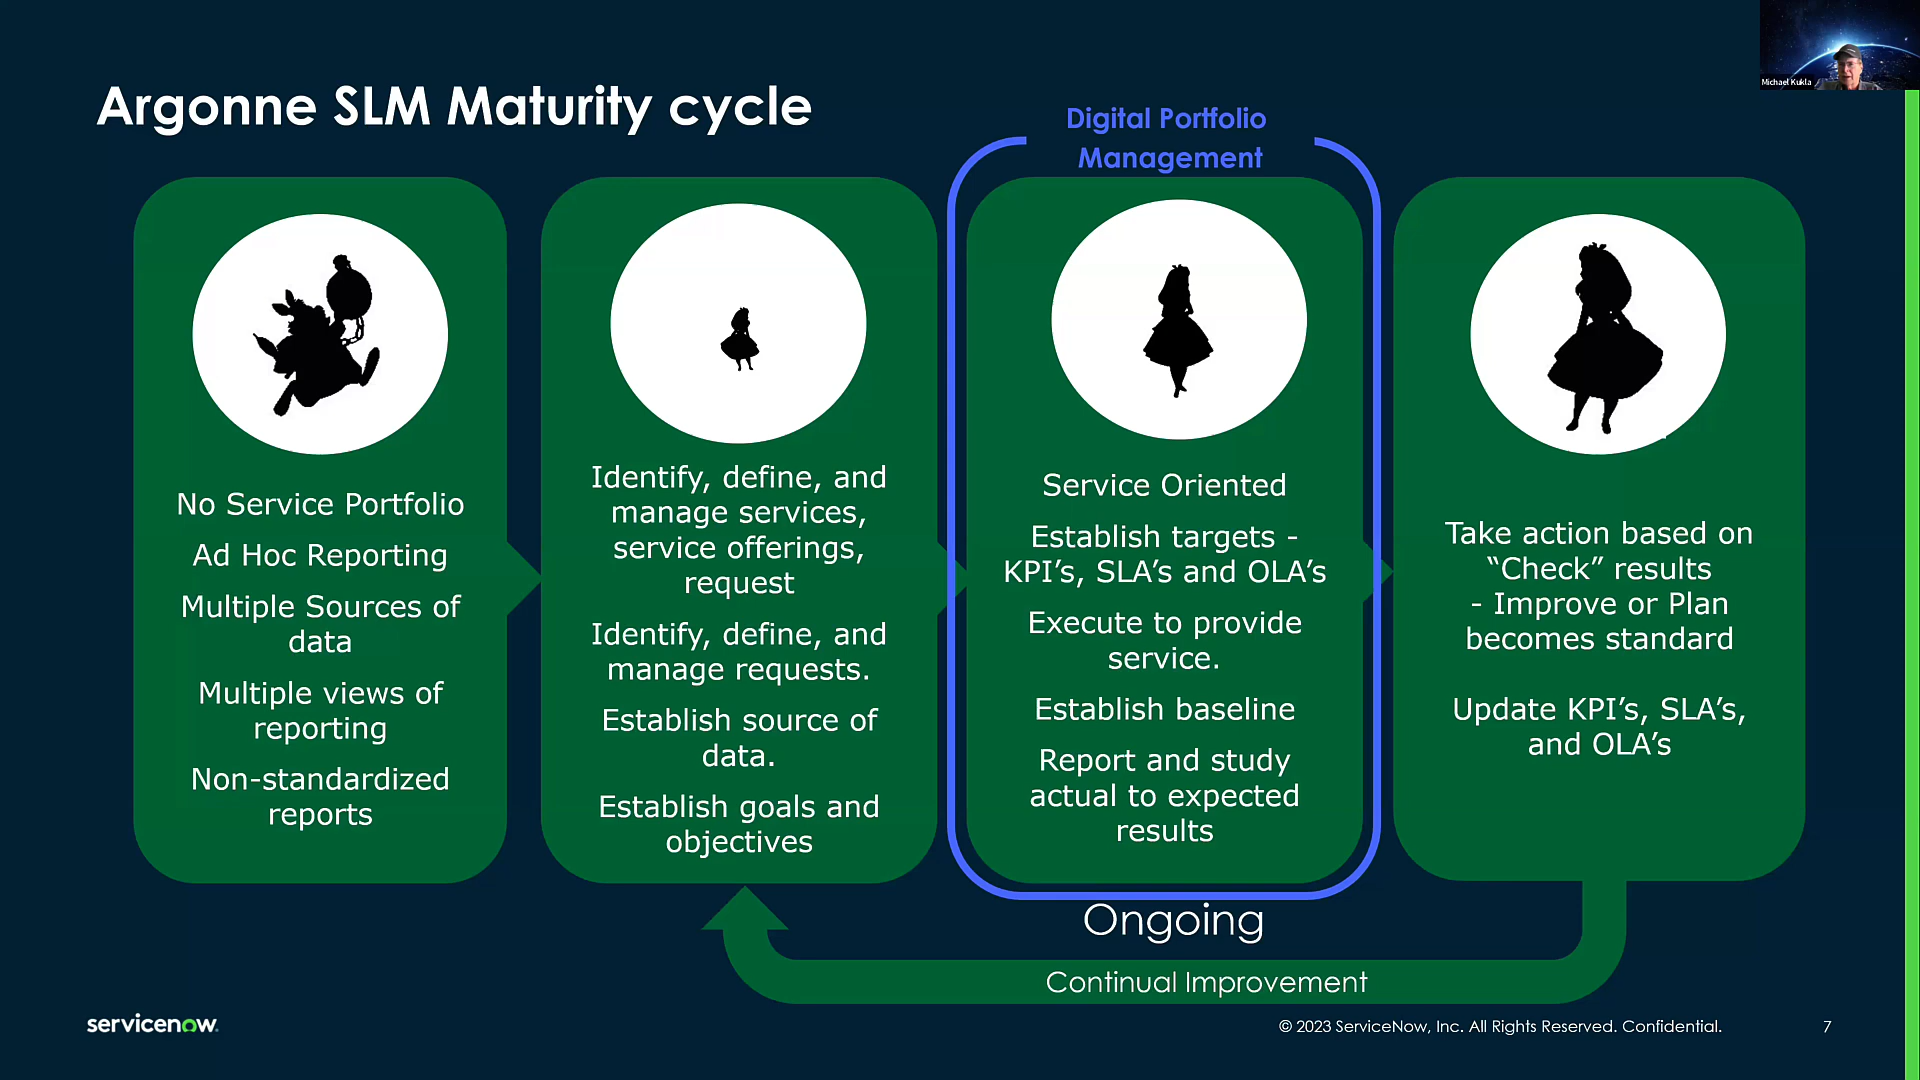 Michael Kukla
Argonne SLM Maturity cycle
Digital Portfolio
Management
No Service Portfolio
Ad Hoc Reporting
Multiple Sources of
data
Multiple views of
reporting
Non-standardized
reports
Identify, define, and
manage services,
service offerings,
request
Identify, define, and
manage requests.
Establish source of
data.
Establish goals and
objectives
Service Oriented
Establish targets -
KPI’s, SLA’s and OLA’s
Execute to provide
service.
Establish baseline
Report and study
actual to expected
results
Take action based on
“Check” results
- Improve or Plan
becomes standard
Update KPI’s, SLA’s,
and OLA’s
Ongoing
Continual Improvement
servicenow
© 2023 ServiceNow, Inc. All Rights Reserved. Confidential.
7